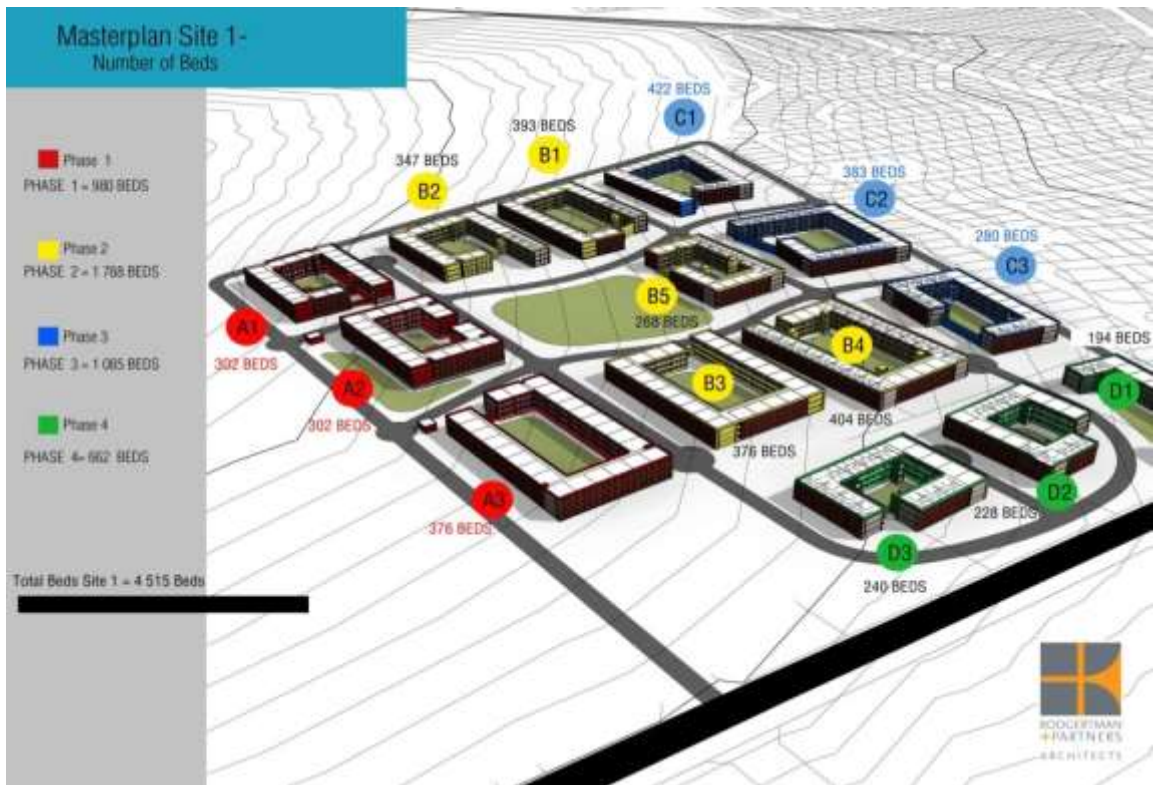 Masterplan Site 1-
Number of Beds
Phase 1
PHASE 1 = 980 BEDS
Phase 2
PHASE 2 = 1 788 BEDS
Phase 3
PHASE 3 = 1 085 BEDS
Phase 4
PHASE 4= 662 BEDS
Total Beds Site 1 = 4 515 Beds
422 BEDS
C1
393 BEDS
B1
347 BEDS
B2
383 BEDS
C2
280 BEDS
C3
B5
268 BEDS
A1
302 BEDS
194 BEDS
D1
B4
404 BEDS
A2
302 BEDS
B3
376 BEDS
A3
376 BEDS
D2
228 BEDS
D3
240 BEDS
BOOGERTMAN
+PARTNERS
ARCHITECTS